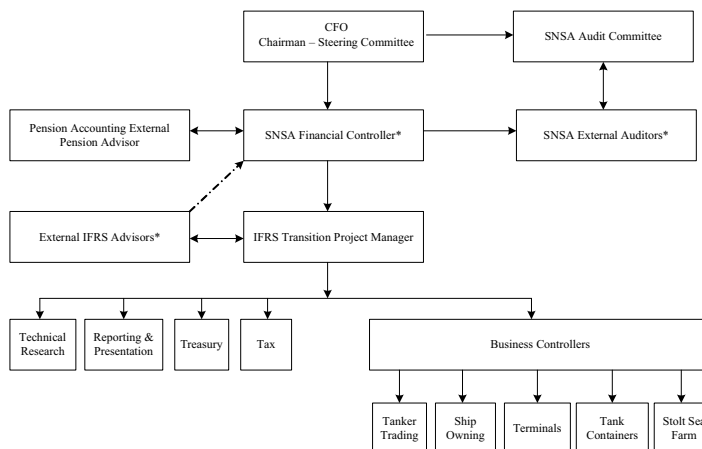 CFO
Chairman – Steering Committee
SNSA Audit Committee
Pension Accounting External
Pension Advisor
SNSA Financial Controller*
SNSA External Auditors*
External IFRS Advisors*
IFRS Transition Project Manager
Technical
Research
Reporting &
Presentation
Treasury
Tax
Business Controllers
Tanker
Trading
Ship
Owning
Terminals
Tank
Containers
Stolt Sea
Farm